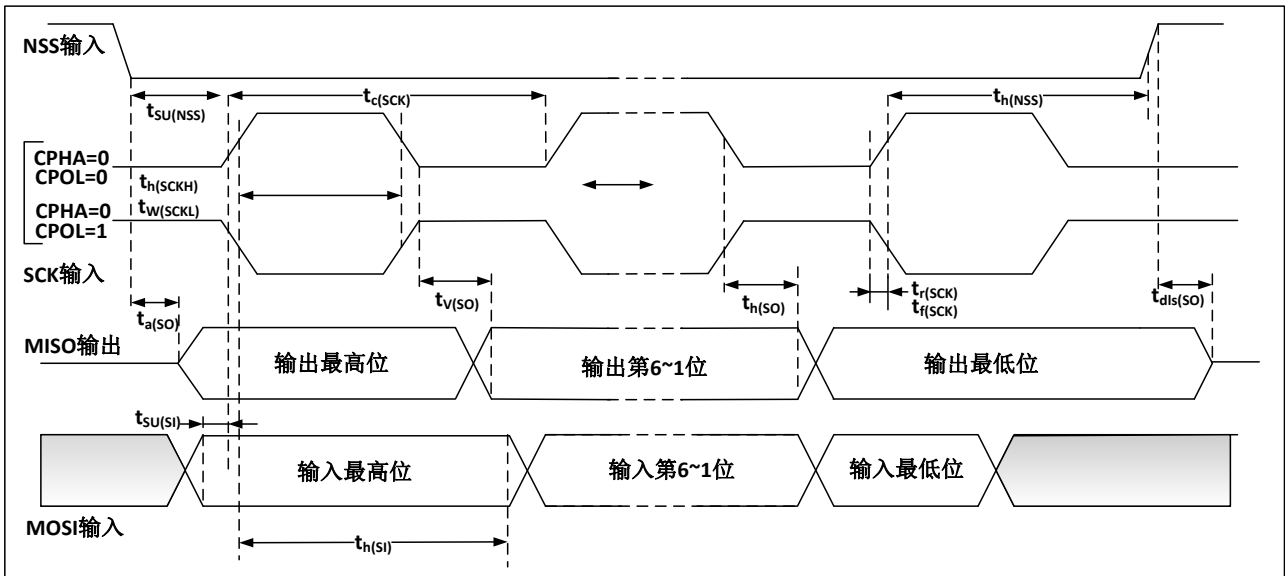 NSS输入
tSU(NSS)
tc(SCK)
th(NSS)
CPHA=0
CPOL=0
th(SCKH)
CPHA=0
tW(SCKL)
CPOL=1
SCK输入
ta(SO)
tV(SO)
th(SO)
tr(SCK)
tf(SCK)
tdls(SO)
MISO输出
输出最高位
输出第6~1位
输出最低位
tSU(SI)
输入最高位
输入第6~1位
输入最低位
MOSI输入
th(SI)